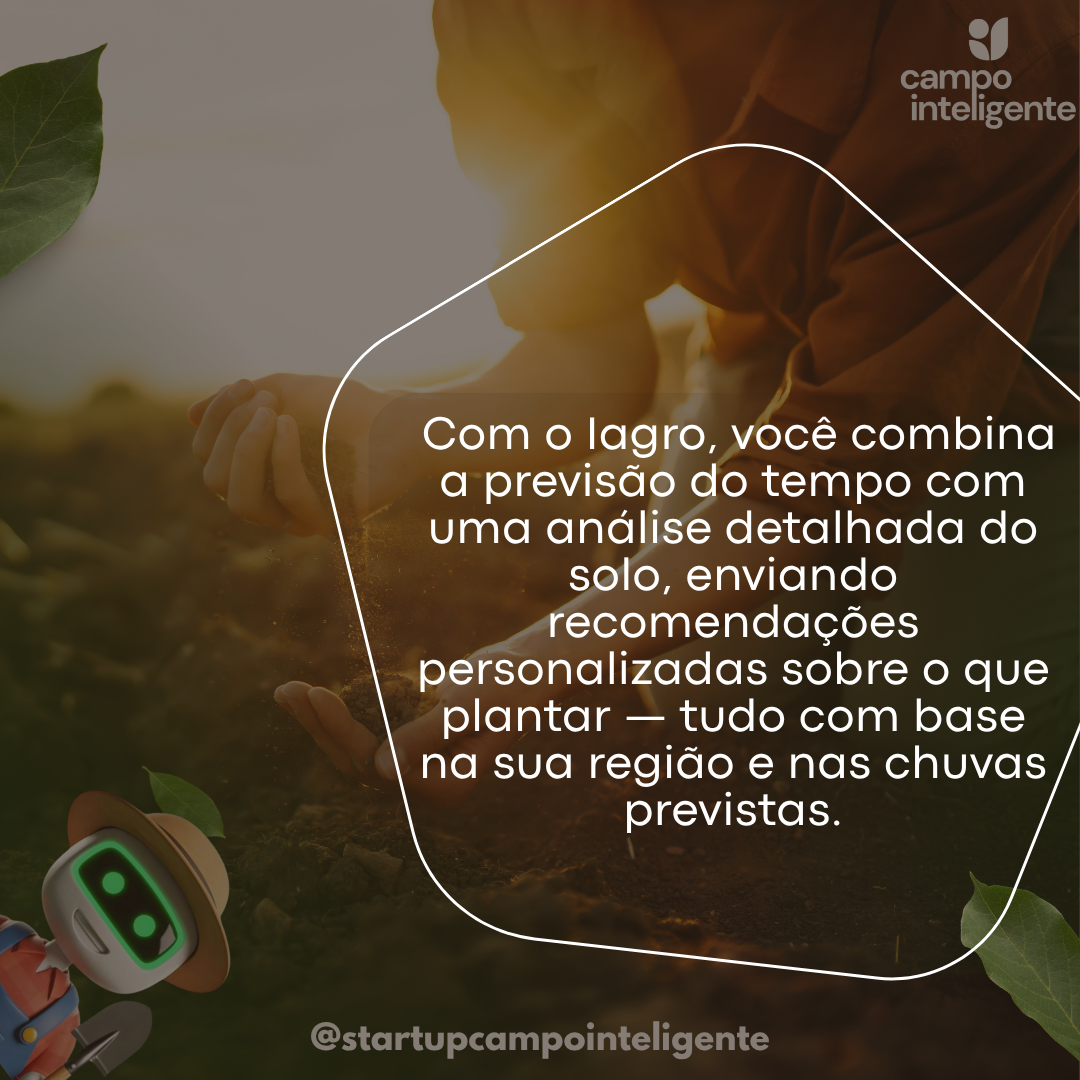 campo
inteligente
Com o Iagro, você combina
a previsão do tempo com
uma análise detalhada do
solo, enviando
recomendações
personalizadas sobre o que
plantar — tudo com base
na sua região e nas chuvas
previstas.
@startupcampointeligente